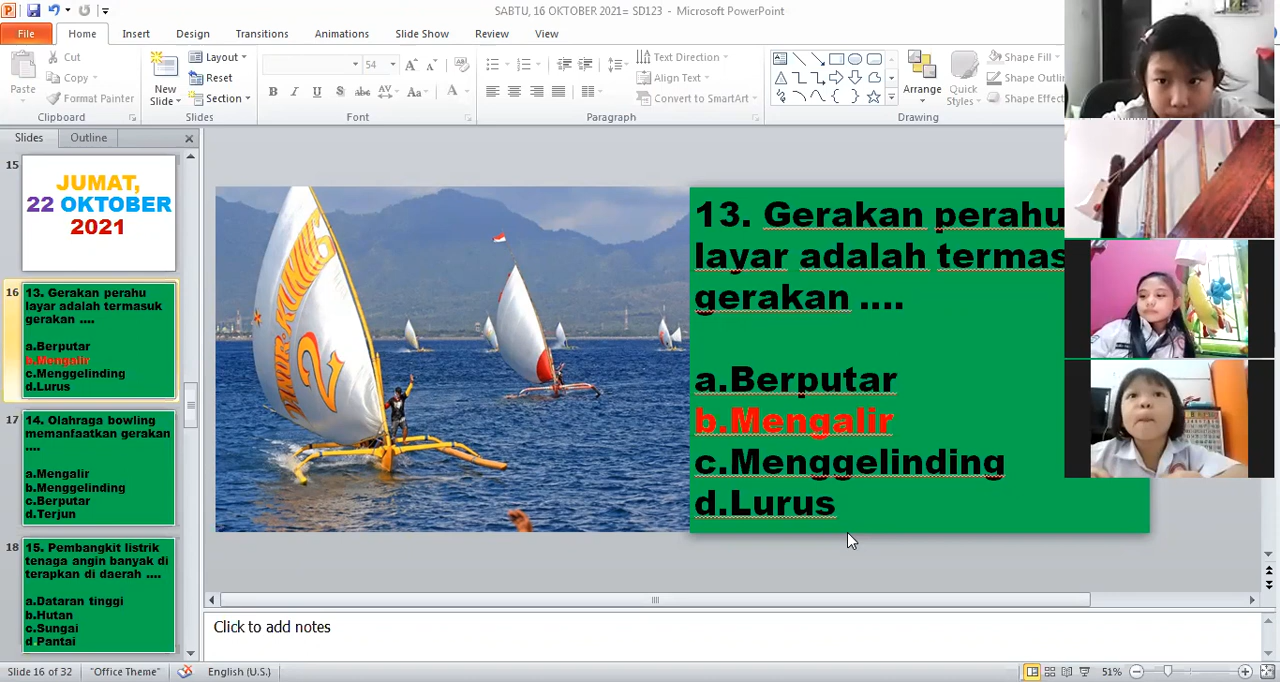 SABTU, 16 OKTOBER 2021= SD123 - Microsoft PowerPoint
File Home Insert Design Transitions Animations Slide Show Review View
Cut
Copy
Format Painter
Paste
Clipboard
New
Slide
Layout
Reset
Section
Slides
54
B I U S abc AV Aa A
Font
Text Direction
Align Text
Convert to SmartArt
Paragraph
Arrange
Quick
Styles
Shape Fill
Shape Outli
Shape Effect
Drawing
Slides Outline
15
JUMAT,
22 OKTOBER
2021
16
13. Gerakan perahu
layar adalah termasuk
gerakan ....
a.Berputar
b.Mengalir
c.Menggelinding
d.Lurus
17
14. Olahraga bowling
memanfaatkan gerakan
....
a.Mengalir
b.Menggelinding
c.Berputar
d.Terjun
18
15. Pembangkit listrik
tenaga angin banyak di
terapkan di daerah ....
a.Dataran tinggi
b.Hutan
c.Sungai
d Pantai
2
13. Gerakan perahu
layar adalah termas
gerakan ....
a.Berputar
b.Mengalir
c.Menggelinding
d.Lurus
Click to add notes
Slide 16 of 32 "Office Theme" English (U.S.) 51%